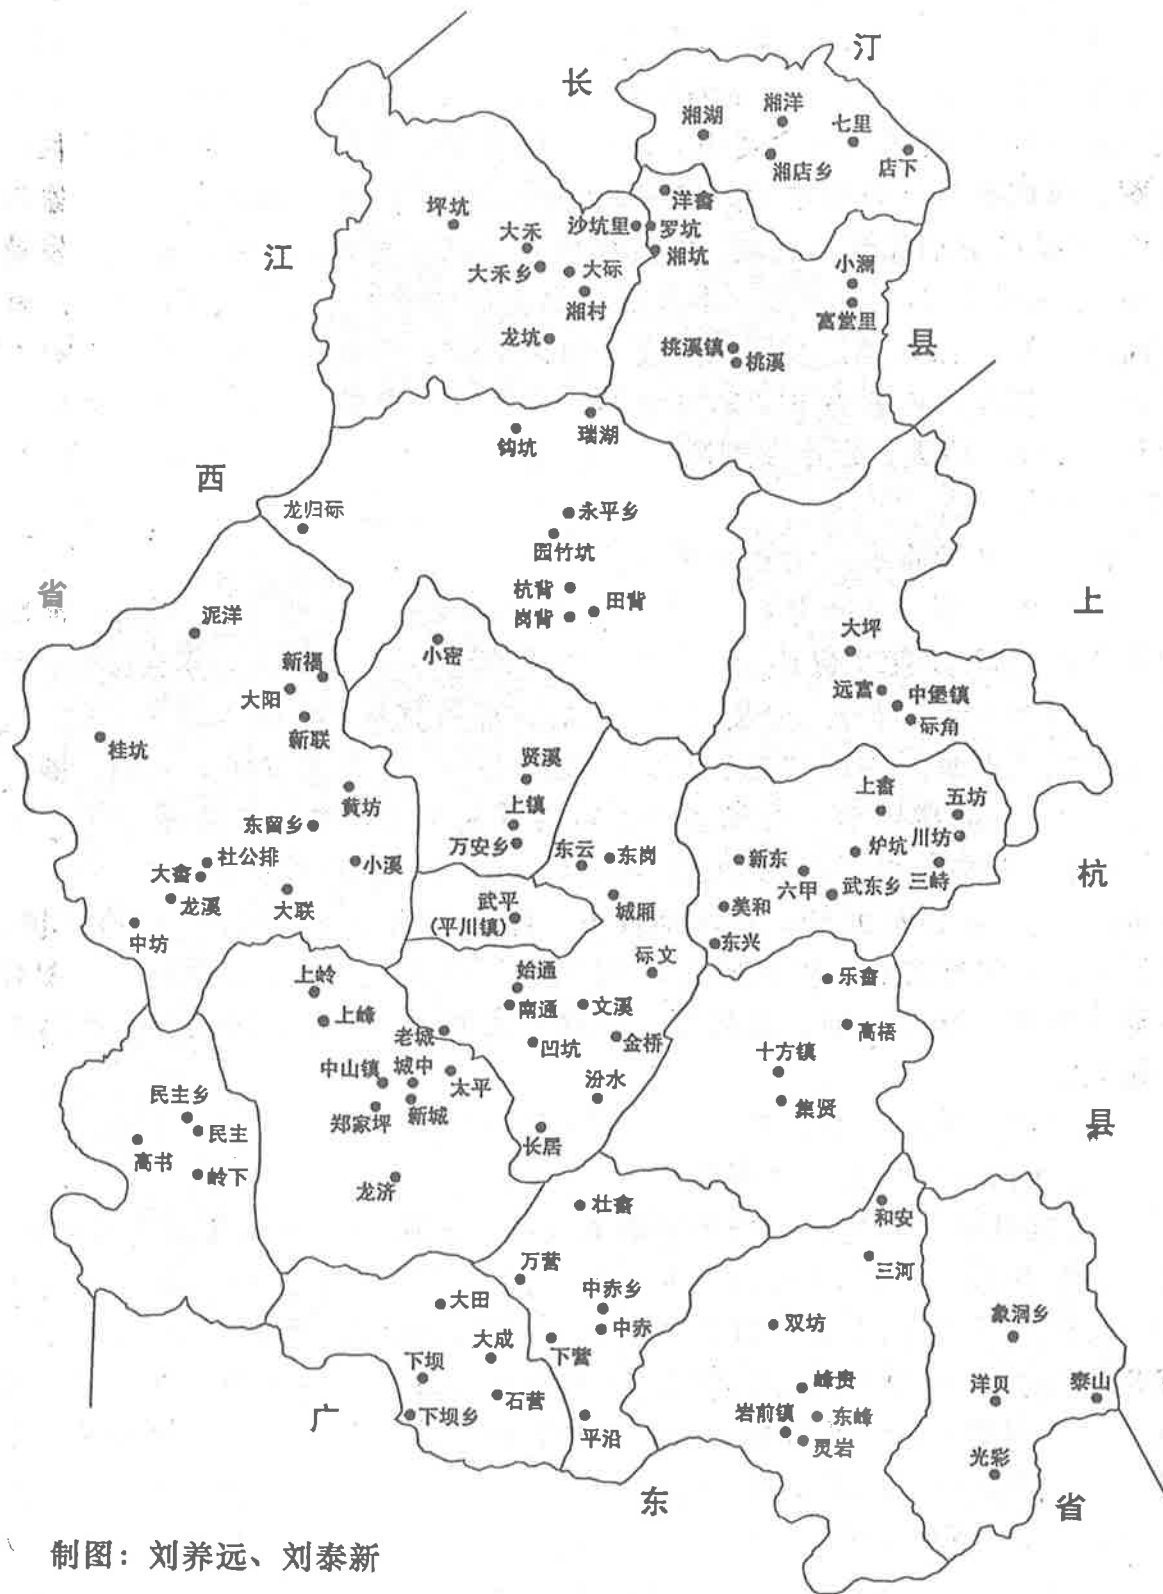 长
汀
湘湖
湘洋
七里
湘店乡
店下
洋畲
坪坑
沙坑里
罗坑
大禾
江
湘坑
小澜
大禾乡
大磜
湘村
富堂里
龙坑
桃溪镇
县
桃溪
瑞湖
钩坑
西
龙归磜
永平乡
园竹坑
省
杭背
田背
上
岗背
泥洋
大坪
小密
新福
大阳
远富
中堡镇
磜角
新联
桂坑
贤溪
黄坊
上畲
五坊
上镇
东留乡
万安乡
川坊
东云
东岗
炉坑
社公排
小溪
新东
杭
大畲
六甲
武东乡
三峙
龙溪
大联
武平
城厢
美和
(平川镇)
中坊
东兴
磜文
上岭
始通
乐畲
上峰
南通
文溪
老城
高梧
凹坑
金桥
十方镇
中山镇
城中
太平
汾水
民主乡
郑家坪
新城
集贤
县
民主
长居
高书
岭下
龙济
壮畲
和安
万营
三河
中赤乡
大田
象洞乡
中赤
双坊
大成
下营
下坝
峰贵
洋贝
泰山
石营
岩前镇
东峰
广
下坝乡
平沿
灵岩
光彩
东
省
制图：刘养远、刘泰新